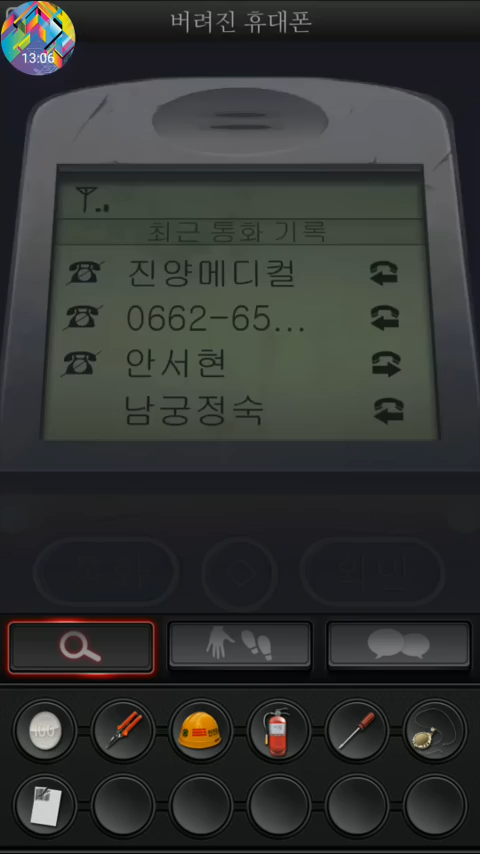 버려진 휴대폰
13:06
최근 통화 기록
진양메디컬
0662-65...
안서현
남궁정숙
100